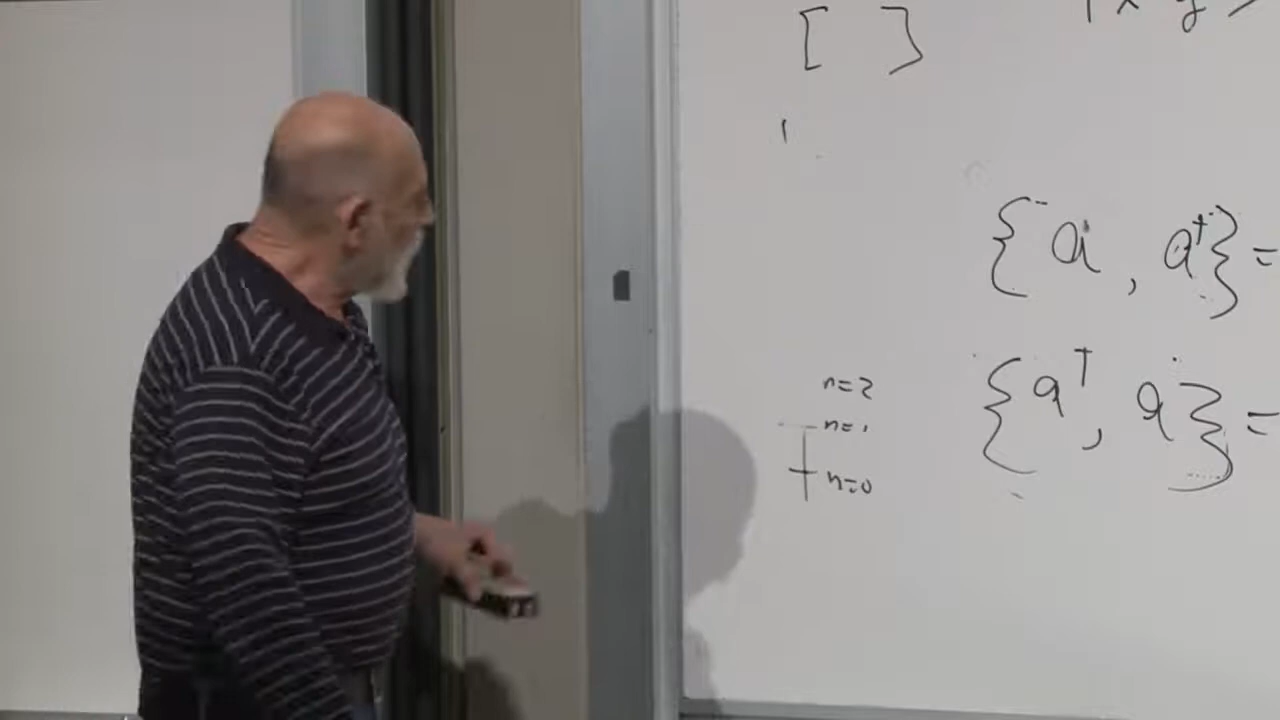 [ ]
{a, a†} =
n=2
{a†, a} =
n=1
n=0